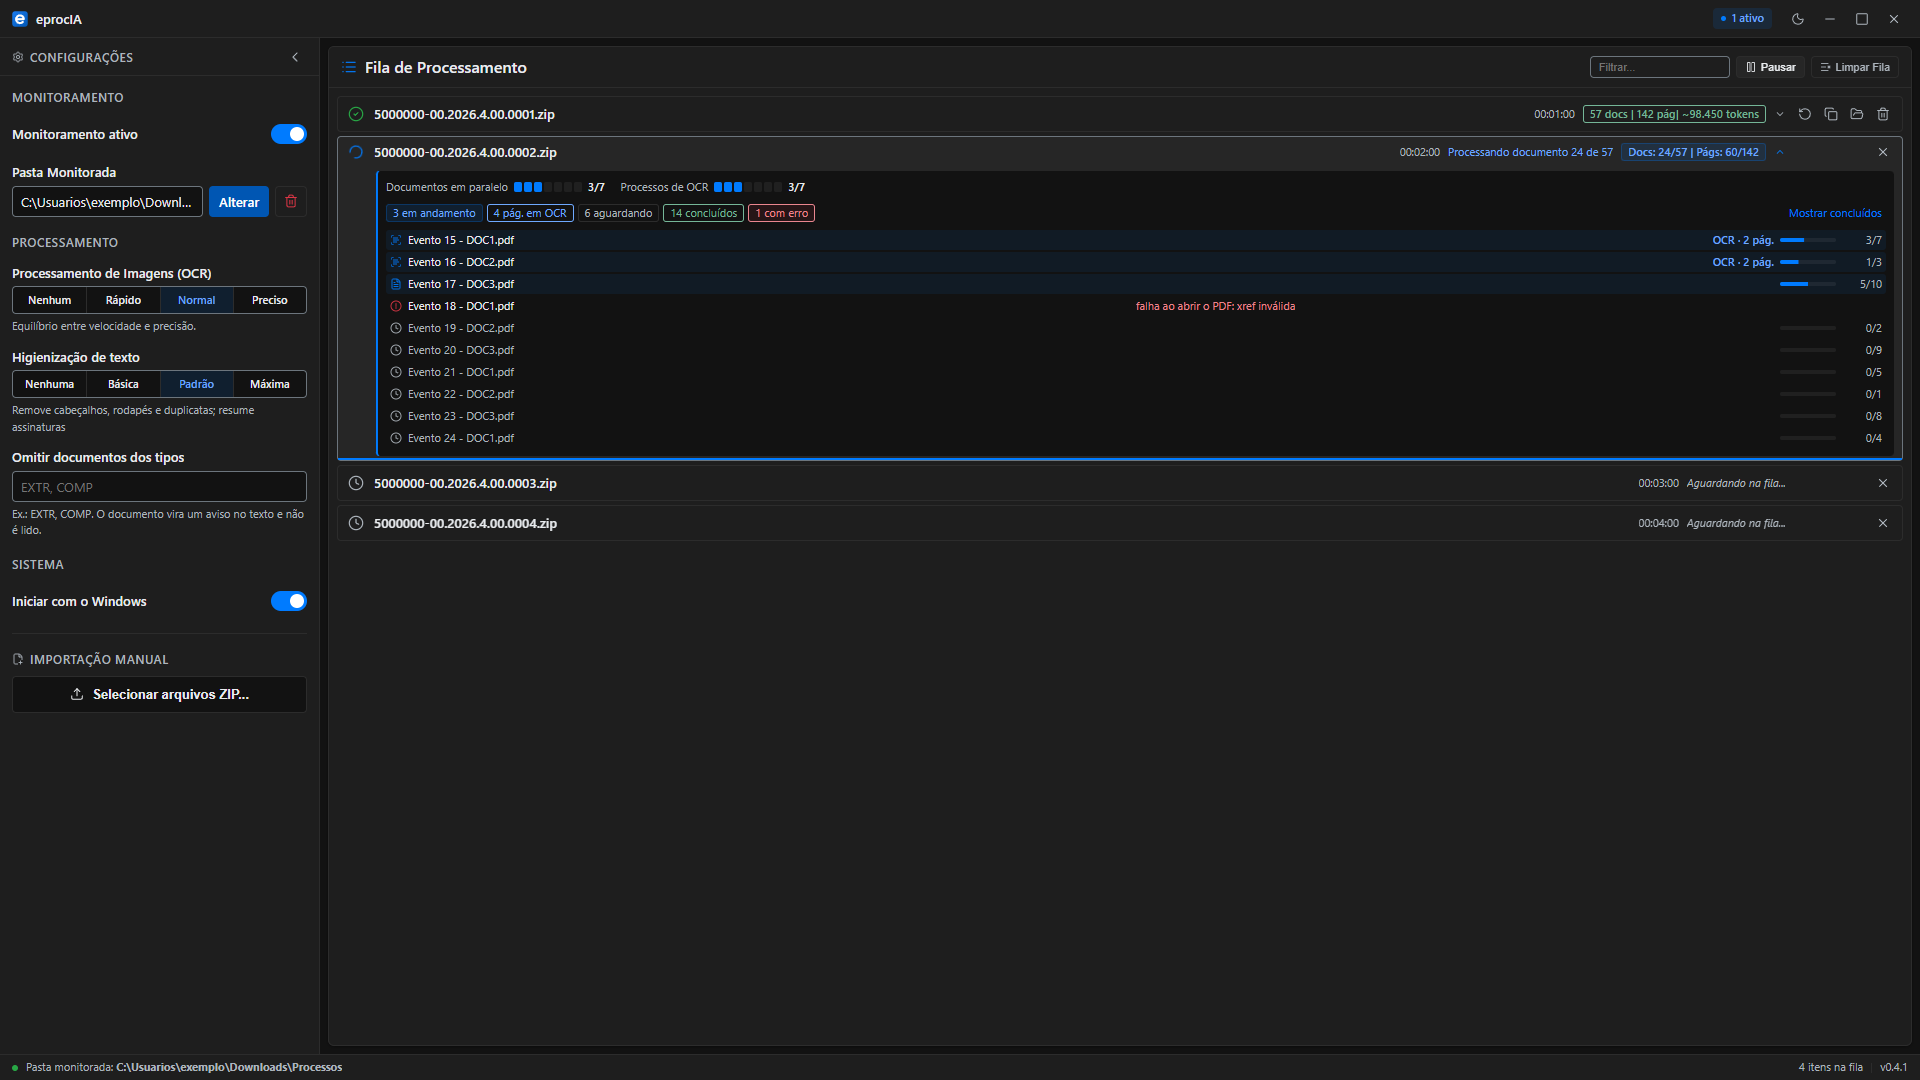 eprocIA
1 ativo
CONFIGURAÇÕES
MONITORAMENTO
Monitoramento ativo
Pasta Monitorada
C:\Usuarios\exemplo\Downl...
Alterar
PROCESSAMENTO
Processamento de Imagens (OCR)
Nenhum Rápido Normal Preciso
Equilíbrio entre velocidade e precisão.
Higienização de texto
Nenhuma Básica Padrão Máxima
Remove cabeçalhos, rodapés e duplicatas; resume
assinaturas
Omitir documentos dos tipos
EXTR, COMP
Ex.: EXTR, COMP. O documento vira um aviso no texto e não
é lido.
SISTEMA
Iniciar com o Windows
IMPORTAÇÃO MANUAL
Selecionar arquivos ZIP...
Fila de Processamento
Filtrar...
Pausar
Limpar Fila
5000000-00.2026.4.00.0001.zip 00:01:00 57 docs | 142 pág| ~98.450 tokens
5000000-00.2026.4.00.0002.zip 00:02:00 Processando documento 24 de 57 Docs: 24/57 | Págs: 60/142
Documentos em paralelo 3/7 Processos de OCR 3/7
3 em andamento 4 pág. em OCR 6 aguardando 14 concluídos 1 com erro Mostrar concluídos
Evento 15 - DOC1.pdf OCR · 2 pág. 3/7
Evento 16 - DOC2.pdf OCR · 2 pág. 1/3
Evento 17 - DOC3.pdf 5/10
Evento 18 - DOC1.pdf falha ao abrir o PDF: xref inválida
Evento 19 - DOC2.pdf 0/2
Evento 20 - DOC3.pdf 0/9
Evento 21 - DOC1.pdf 0/5
Evento 22 - DOC2.pdf 0/1
Evento 23 - DOC3.pdf 0/8
Evento 24 - DOC1.pdf 0/4
5000000-00.2026.4.00.0003.zip 00:03:00 Aguardando na fila...
5000000-00.2026.4.00.0004.zip 00:04:00 Aguardando na fila...
Pasta monitorada: C:\Usuarios\exemplo\Downloads\Processos
4 itens na fila v0.4.1